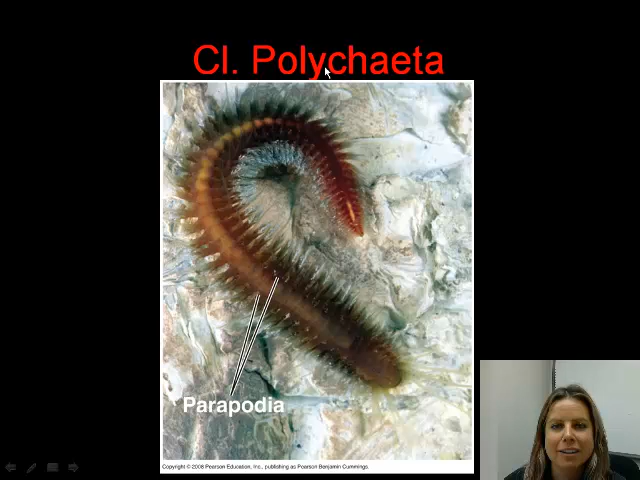 Cl. Polychaeta
Parapodia
Copyright © 2008 Pearson Education, Inc., publishing as Pearson Benjamin Cummings.